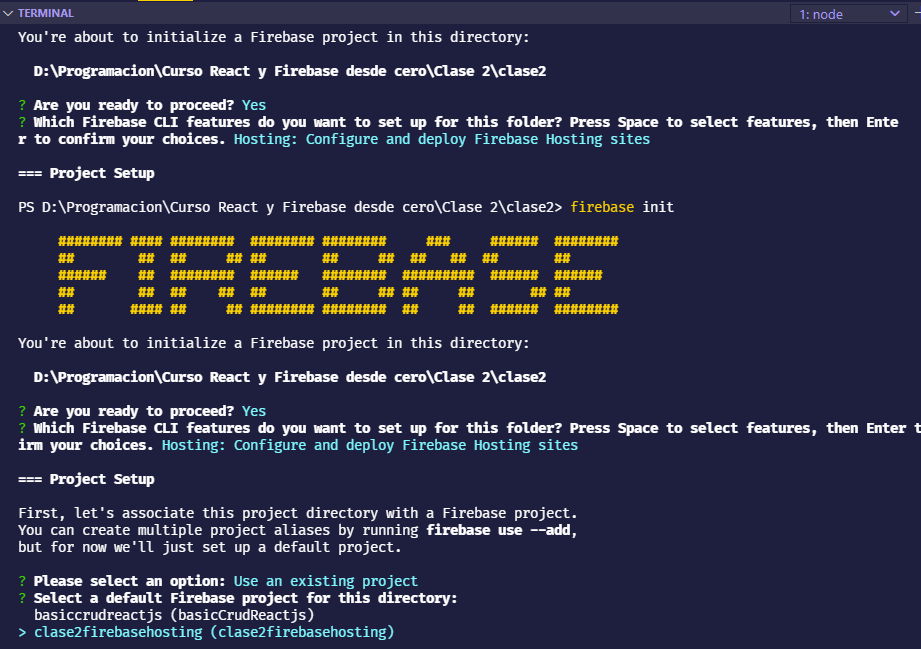 TERMINAL
1: node
You're about to initialize a Firebase project in this directory:
D:\Programacion\Curso React y Firebase desde cero\Clase 2\clase2
? Are you ready to proceed? Yes
? Which Firebase CLI features do you want to set up for this folder? Press Space to select features, then Ente
r to confirm your choices. Hosting: Configure and deploy Firebase Hosting sites
=== Project Setup
PS D:\Programacion\Curso React y Firebase desde cero\Clase 2\clase2> firebase init
######## #### ########  ######## ########     ###     ######  ########
##        ##  ##     ## ##       ##     ##  ##   ##  ##       ##
######    ##  ########  ######   ########  #########  ######  ######
##        ##  ##    ##  ##       ##     ## ##     ##       ## ##
##       #### ##     ## ######## ########  ##     ##  ######  ########
You're about to initialize a Firebase project in this directory:
D:\Programacion\Curso React y Firebase desde cero\Clase 2\clase2
? Are you ready to proceed? Yes
? Which Firebase CLI features do you want to set up for this folder? Press Space to select features, then Enter t
irm your choices. Hosting: Configure and deploy Firebase Hosting sites
=== Project Setup
First, let's associate this project directory with a Firebase project.
You can create multiple project aliases by running firebase use --add,
but for now we'll just set up a default project.
? Please select an option: Use an existing project
? Select a default Firebase project for this directory:
basiccrudreactjs (basicCrudReactjs)
> clase2firebasehosting (clase2firebasehosting)